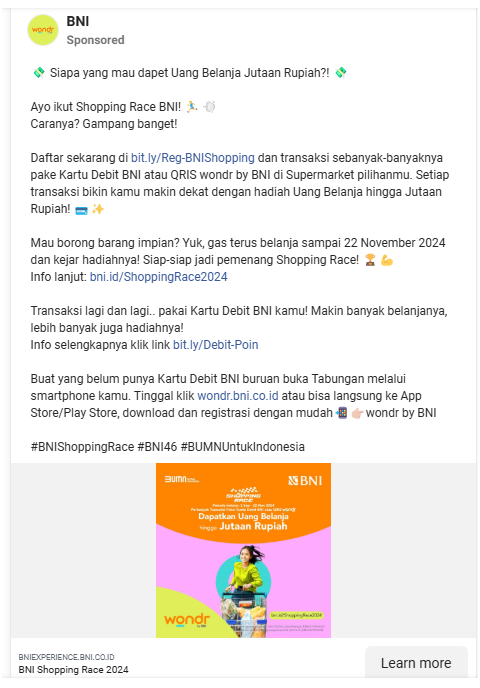 BNI
Sponsored
💸 Siapa yang mau dapet Uang Belanja Jutaan Rupiah?! 💸
Ayo ikut Shopping Race BNI! 🏃‍♂️💨
Caranya? Gampang banget!
Daftar sekarang di bit.ly/Reg-BNIShopping dan transaksi sebanyak-banyaknya
pake Kartu Debit BNI atau QRIS wondr by BNI di Supermarket pilihanmu. Setiap
transaksi bikin kamu makin dekat dengan hadiah Uang Belanja hingga Jutaan
Rupiah! 💳✨
Mau borong barang impian? Yuk, gas terus belanja sampai 22 November 2024
dan kejar hadiahnya! Siap-siap jadi pemenang Shopping Race! 🏆💪
Info lanjut: bni.id/ShoppingRace2024
Transaksi lagi dan lagi.. pakai Kartu Debit BNI kamu! Makin banyak belanjanya,
lebih banyak juga hadiahnya!
Info selengkapnya klik link bit.ly/Debit-Poin
Buat yang belum punya Kartu Debit BNI buruan buka Tabungan melalui
smartphone kamu. Tinggal klik wondr.bni.co.id atau bisa langsung ke App
Store/Play Store, download dan registrasi dengan mudah📲👉🏻wondr by BNI
#BNIShoppingRace #BNI46 #BUMNUntukIndonesia
wondr
BUMN
BNI
SHOPPING
RACE
Dapatkan Uang Belanja
hingga Jutaan Rupiah
wondr
by BNI
bni.id/ShoppingRace2024
BNIEXPERIENCE.BNI.CO.ID
BNI Shopping Race 2024
Learn more